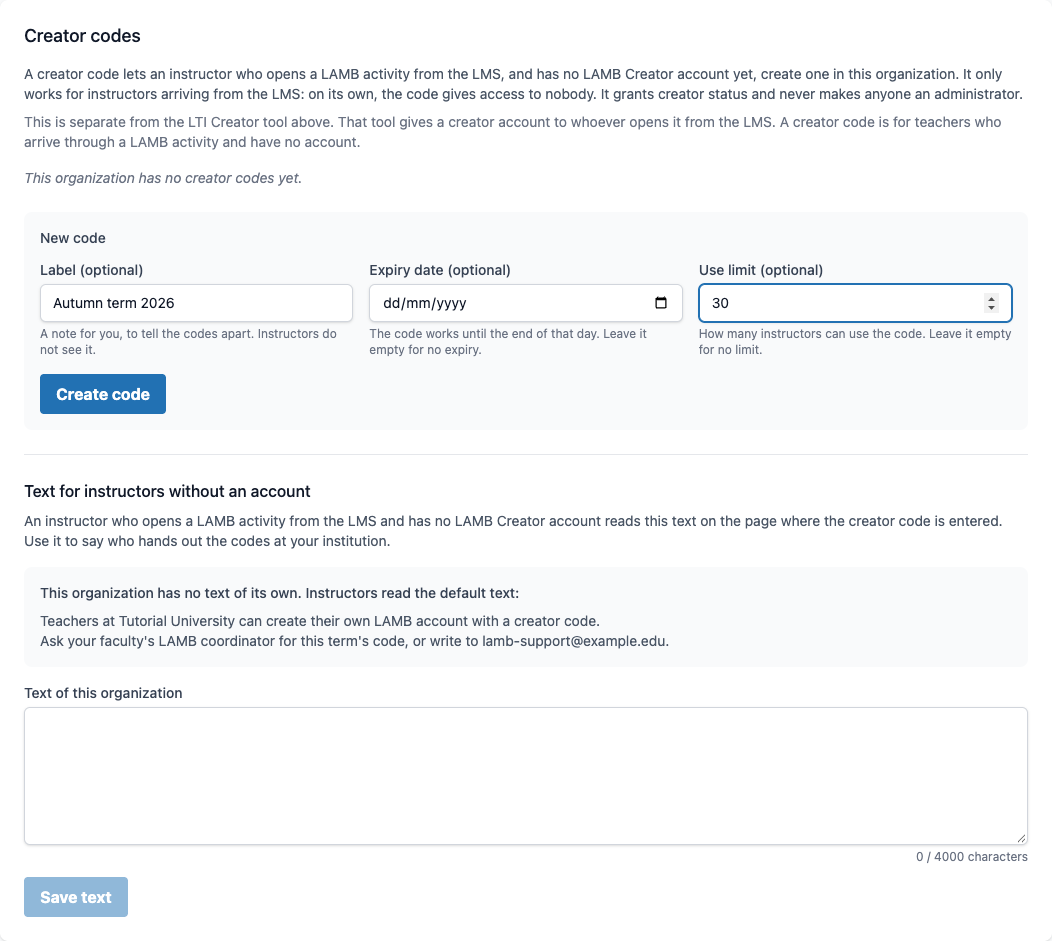 Creator codes
A creator code lets an instructor who opens a LAMB activity from the LMS, and has no LAMB Creator account yet, create one in this organization. It only
works for instructors arriving from the LMS: on its own, the code gives access to nobody. It grants creator status and never makes anyone an administrator.
This is separate from the LTI Creator tool above. That tool gives a creator account to whoever opens it from the LMS. A creator code is for teachers who
arrive through a LAMB activity and have no account.
This organization has no creator codes yet.
New code
Label (optional)
Autumn term 2026
A note for you, to tell the codes apart. Instructors do
not see it.
Expiry date (optional)
dd/mm/yyyy
The code works until the end of that day. Leave it
empty for no expiry.
Use limit (optional)
30
How many instructors can use the code. Leave it empty
for no limit.
Create code
Text for instructors without an account
An instructor who opens a LAMB activity from the LMS and has no LAMB Creator account reads this text on the page where the creator code is entered.
Use it to say who hands out the codes at your institution.
This organization has no text of its own. Instructors read the default text:
Teachers at Tutorial University can create their own LAMB account with a creator code.
Ask your faculty's LAMB coordinator for this term's code, or write to lamb-support@example.edu.
Text of this organization
0 / 4000 characters
Save text